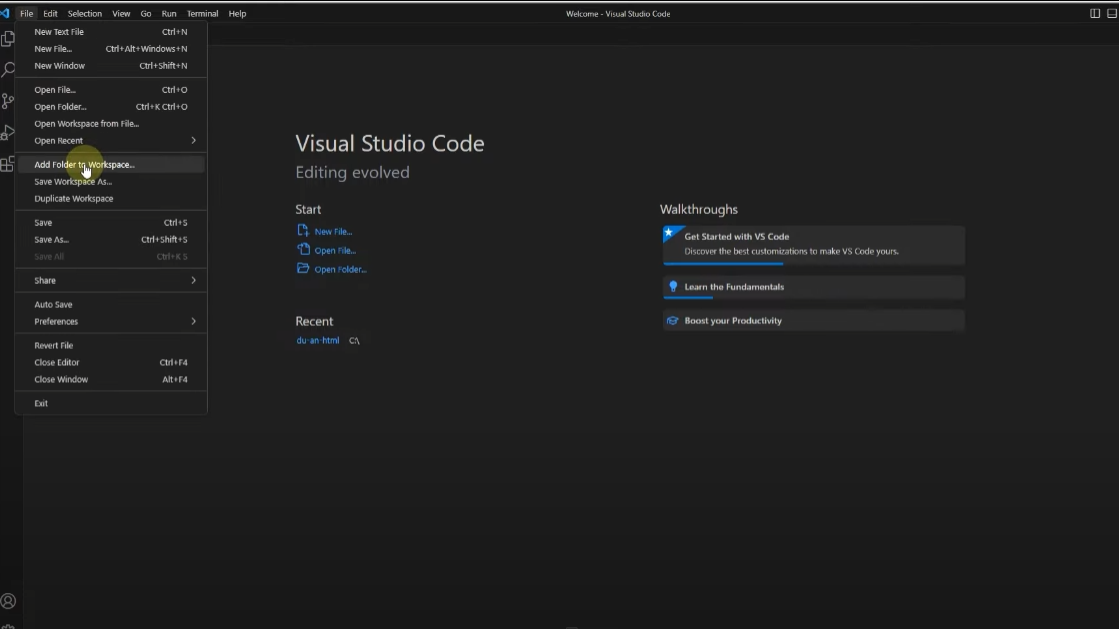 File Edit Selection View Go Run Terminal Help
Welcome - Visual Studio Code
New Text File Ctrl+N
New File... Ctrl+Alt+Windows+N
New Window Ctrl+Shift+N
Open File... Ctrl+O
Open Folder... Ctrl+K Ctrl+O
Open Workspace from File...
Open Recent
Add Folder to Workspace...
Save Workspace As...
Duplicate Workspace
Save Ctrl+S
Save As... Ctrl+Shift+S
Save All Ctrl+K S
Share
Auto Save
Preferences
Revert File
Close Editor Ctrl+F4
Close Window Alt+F4
Exit
Visual Studio Code
Editing evolved
Start
New File...
Open File...
Open Folder...
Recent
du-an-html C:\
Walkthroughs
Get Started with VS Code
Discover the best customizations to make VS Code yours.
Learn the Fundamentals
Boost your Productivity